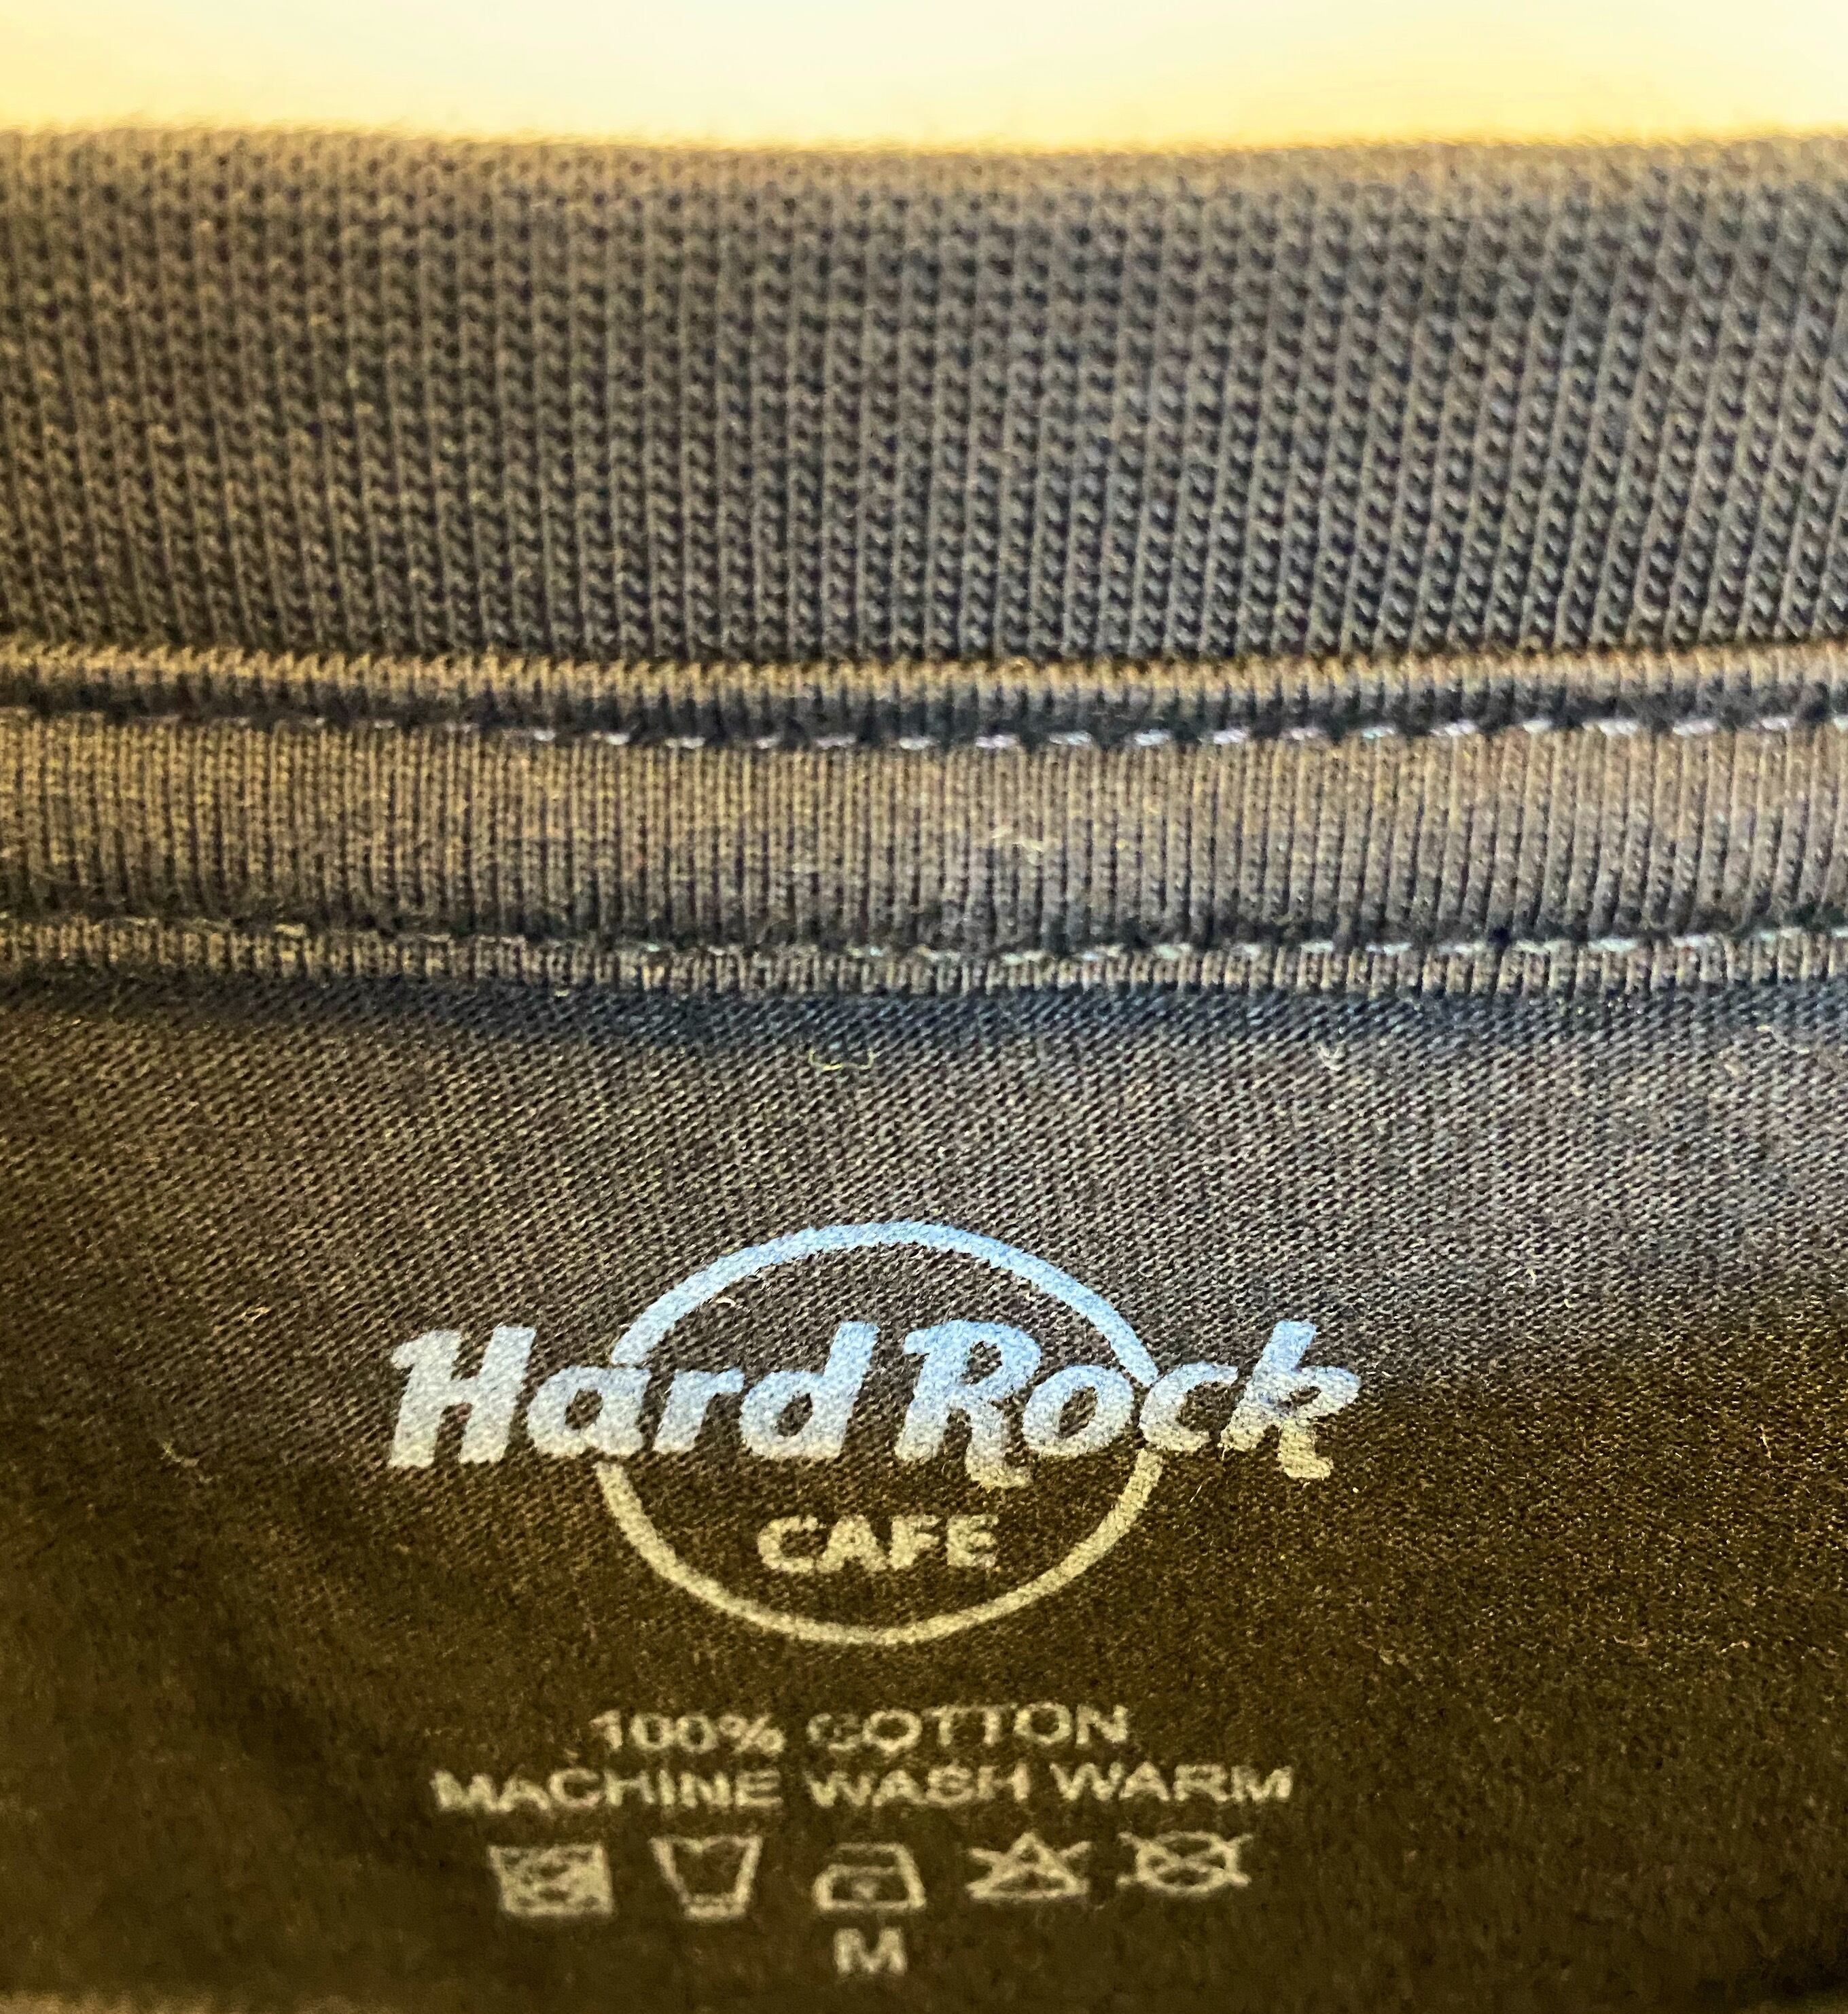 Hard Rock
CAFE
100% COTTON
MACHINE WASH WARM
M